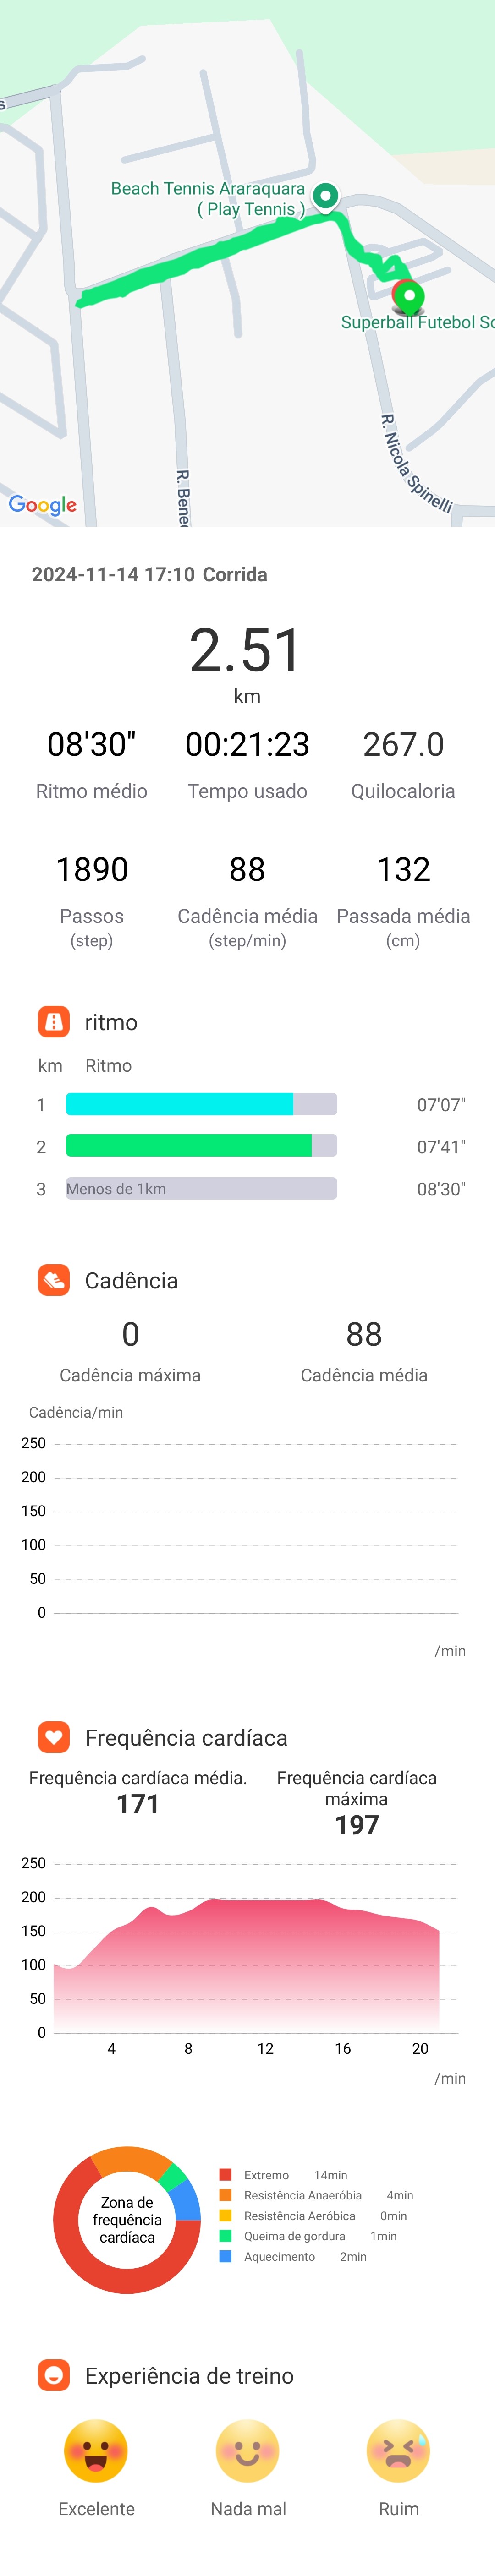 s
Beach Tennis Araraquara
( Play Tennis )
Superball Futebol Sc
R. Nicola Spinelli
R. Bene
Google
2024-11-14 17:10 Corrida
2.51
km
08'30" 00:21:23 267.0
Ritmo médio Tempo usado Quilocaloria
1890 88 132
Passos Cadência média Passada média
(step) (step/min) (cm)
ritmo
km Ritmo
1 07'07"
2 07'41"
3 Menos de 1km 08'30"
Cadência
0 88
Cadência máxima Cadência média
Cadência/min
250
200
150
100
50
0
/min
Frequência cardíaca
Frequência cardíaca média. Frequência cardíaca
máxima
171
197
250
200
150
100
50
0
4 8 12 16 20
/min
Zona de
frequência
cardíaca
Extremo 14min
Resistência Anaeróbia 4min
Resistência Aeróbica 0min
Queima de gordura 1min
Aquecimento 2min
Experiência de treino
Excelente Nada mal Ruim